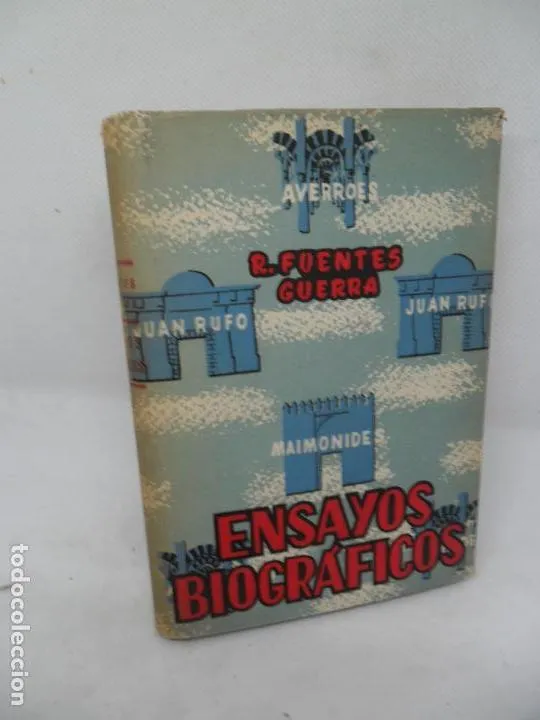 AVERROES
R. FUENTES
GUERRA
JUAN RUFO
JUAN RUFO
MAIMONIDES
ENSAYOS
BIOGRÁFICOS
todocoleccion